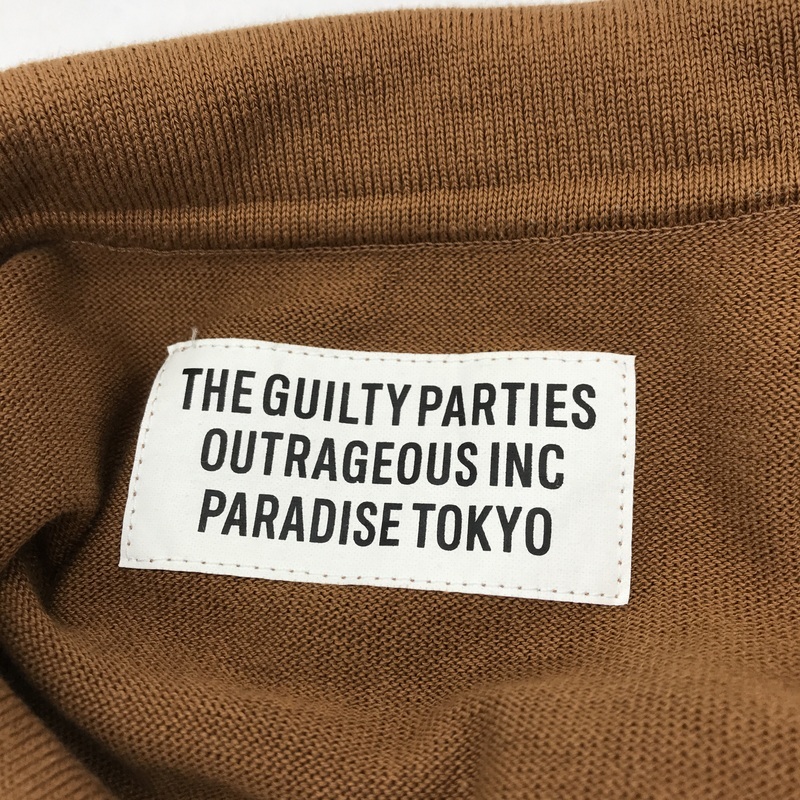 THE GUILTY PARTIES
OUTRAGEOUS INC
PARADISE TOKYO